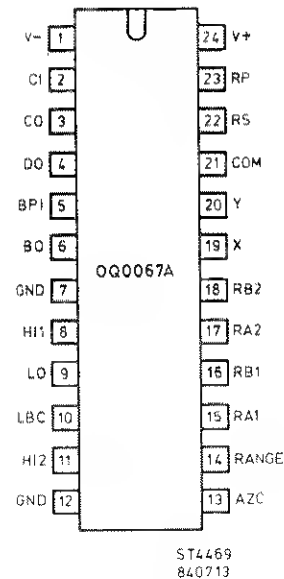 V- 1 24 V+
CI 2 23 RP
CO 3 22 RS
DO 4 21 COM
BPI 5 20 Y
BO 6 19 X
OQ0067A
GND 7 18 RB2
HI1 8 17 RA2
LO 9 16 RB1
LBC 10 15 RA1
HI2 11 14 RANGE
GND 12 13 AZC
ST4469
840713